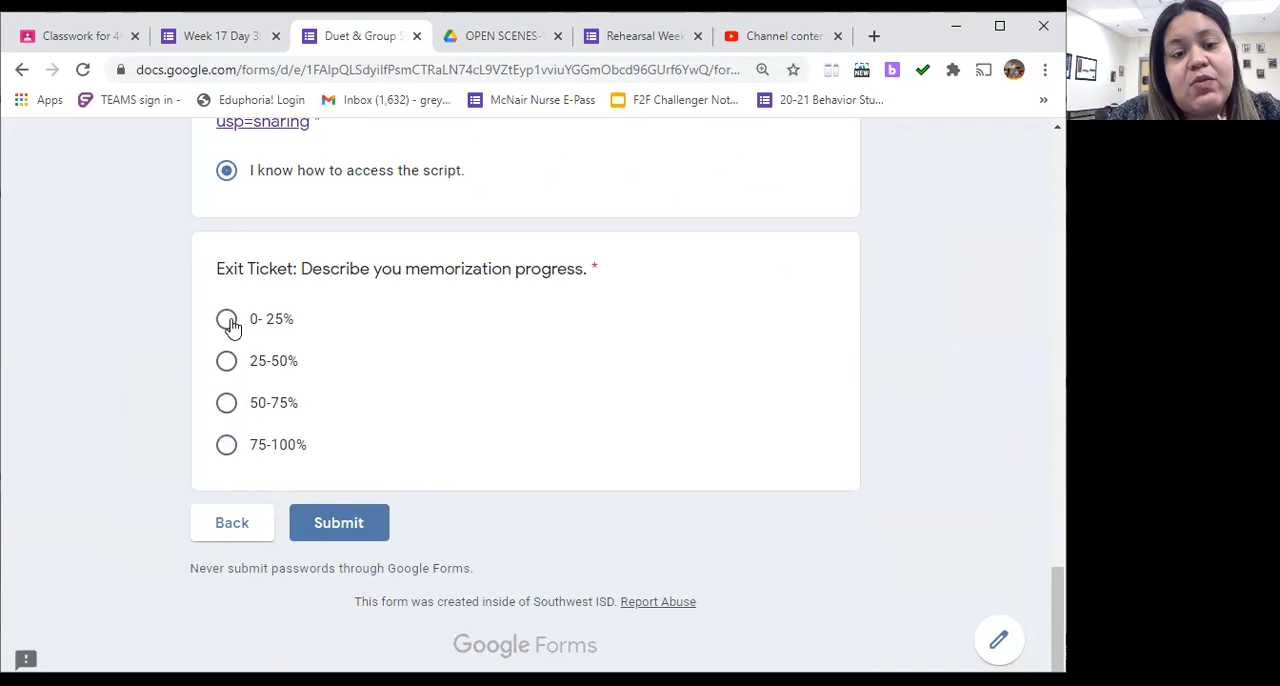 Classwork for 4
Week 17 Day 3
Duet & Group S
OPEN SCENES-
Rehearsal Week
Channel conten
docs.google.com/forms/d/e/
Apps
TEAMS sign in -
Eduphoria! Login
Inbox (1,632) - grey...
McNair Nurse E-Pass
F2F Challenger Not...
20-21 Behavior Stu...
»
usp=sharing *
I know how to access the script.
Exit Ticket: Describe you memorization progress. *
0- 25%
25-50%
50-75%
75-100%
Back
Submit
Never submit passwords through Google Forms.
This form was created inside of Southwest ISD. Report Abuse
Google Forms